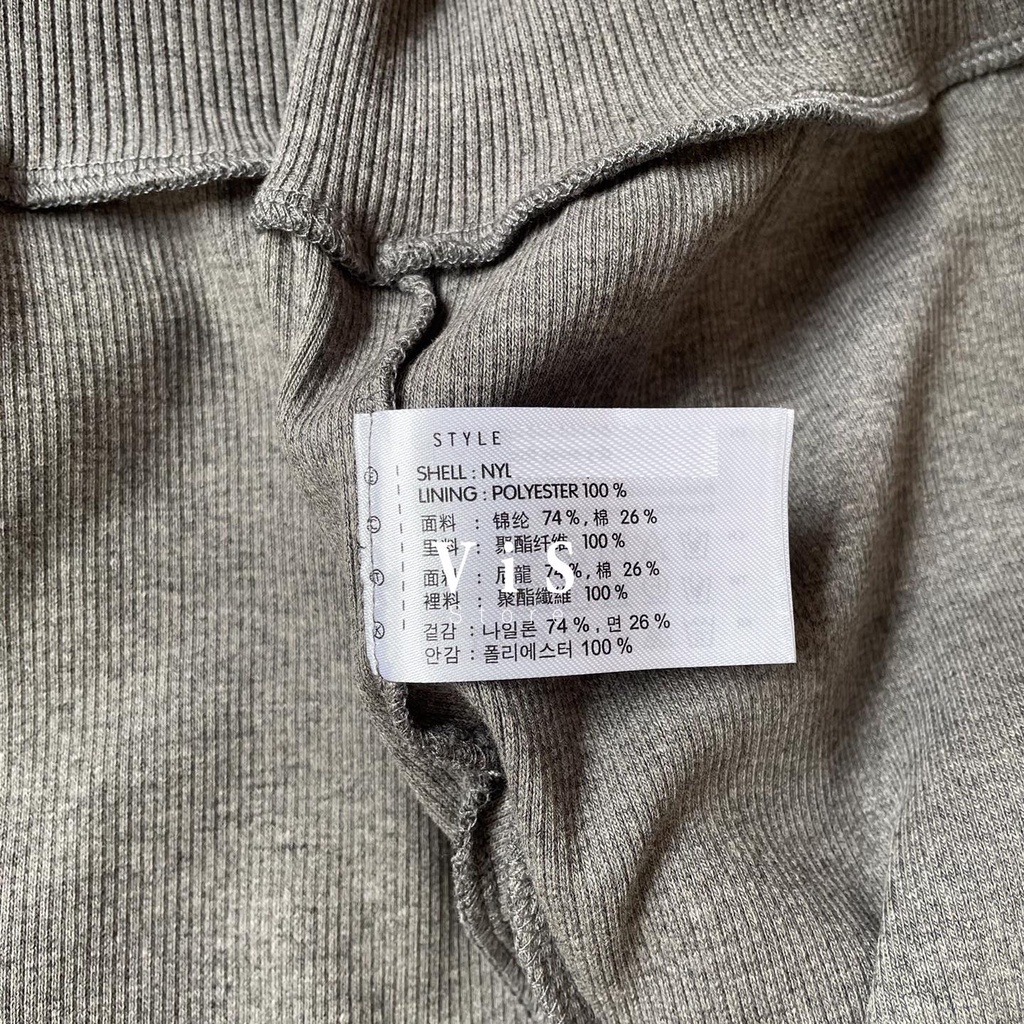 STYLE
SHELL : NYL
LINING : POLYESTER 100 %
面料 : 锦纶 74 % , 棉 26 %
里料 : 聚酯纤维 100 %
面料 : 尼龍 74 % , 棉 26 %
裡料 : 聚酯纖維 100 %
겉감 : 나일론 74 % , 면 26 %
안감 : 폴리에스터 100 %
ViS
E
C
T
K